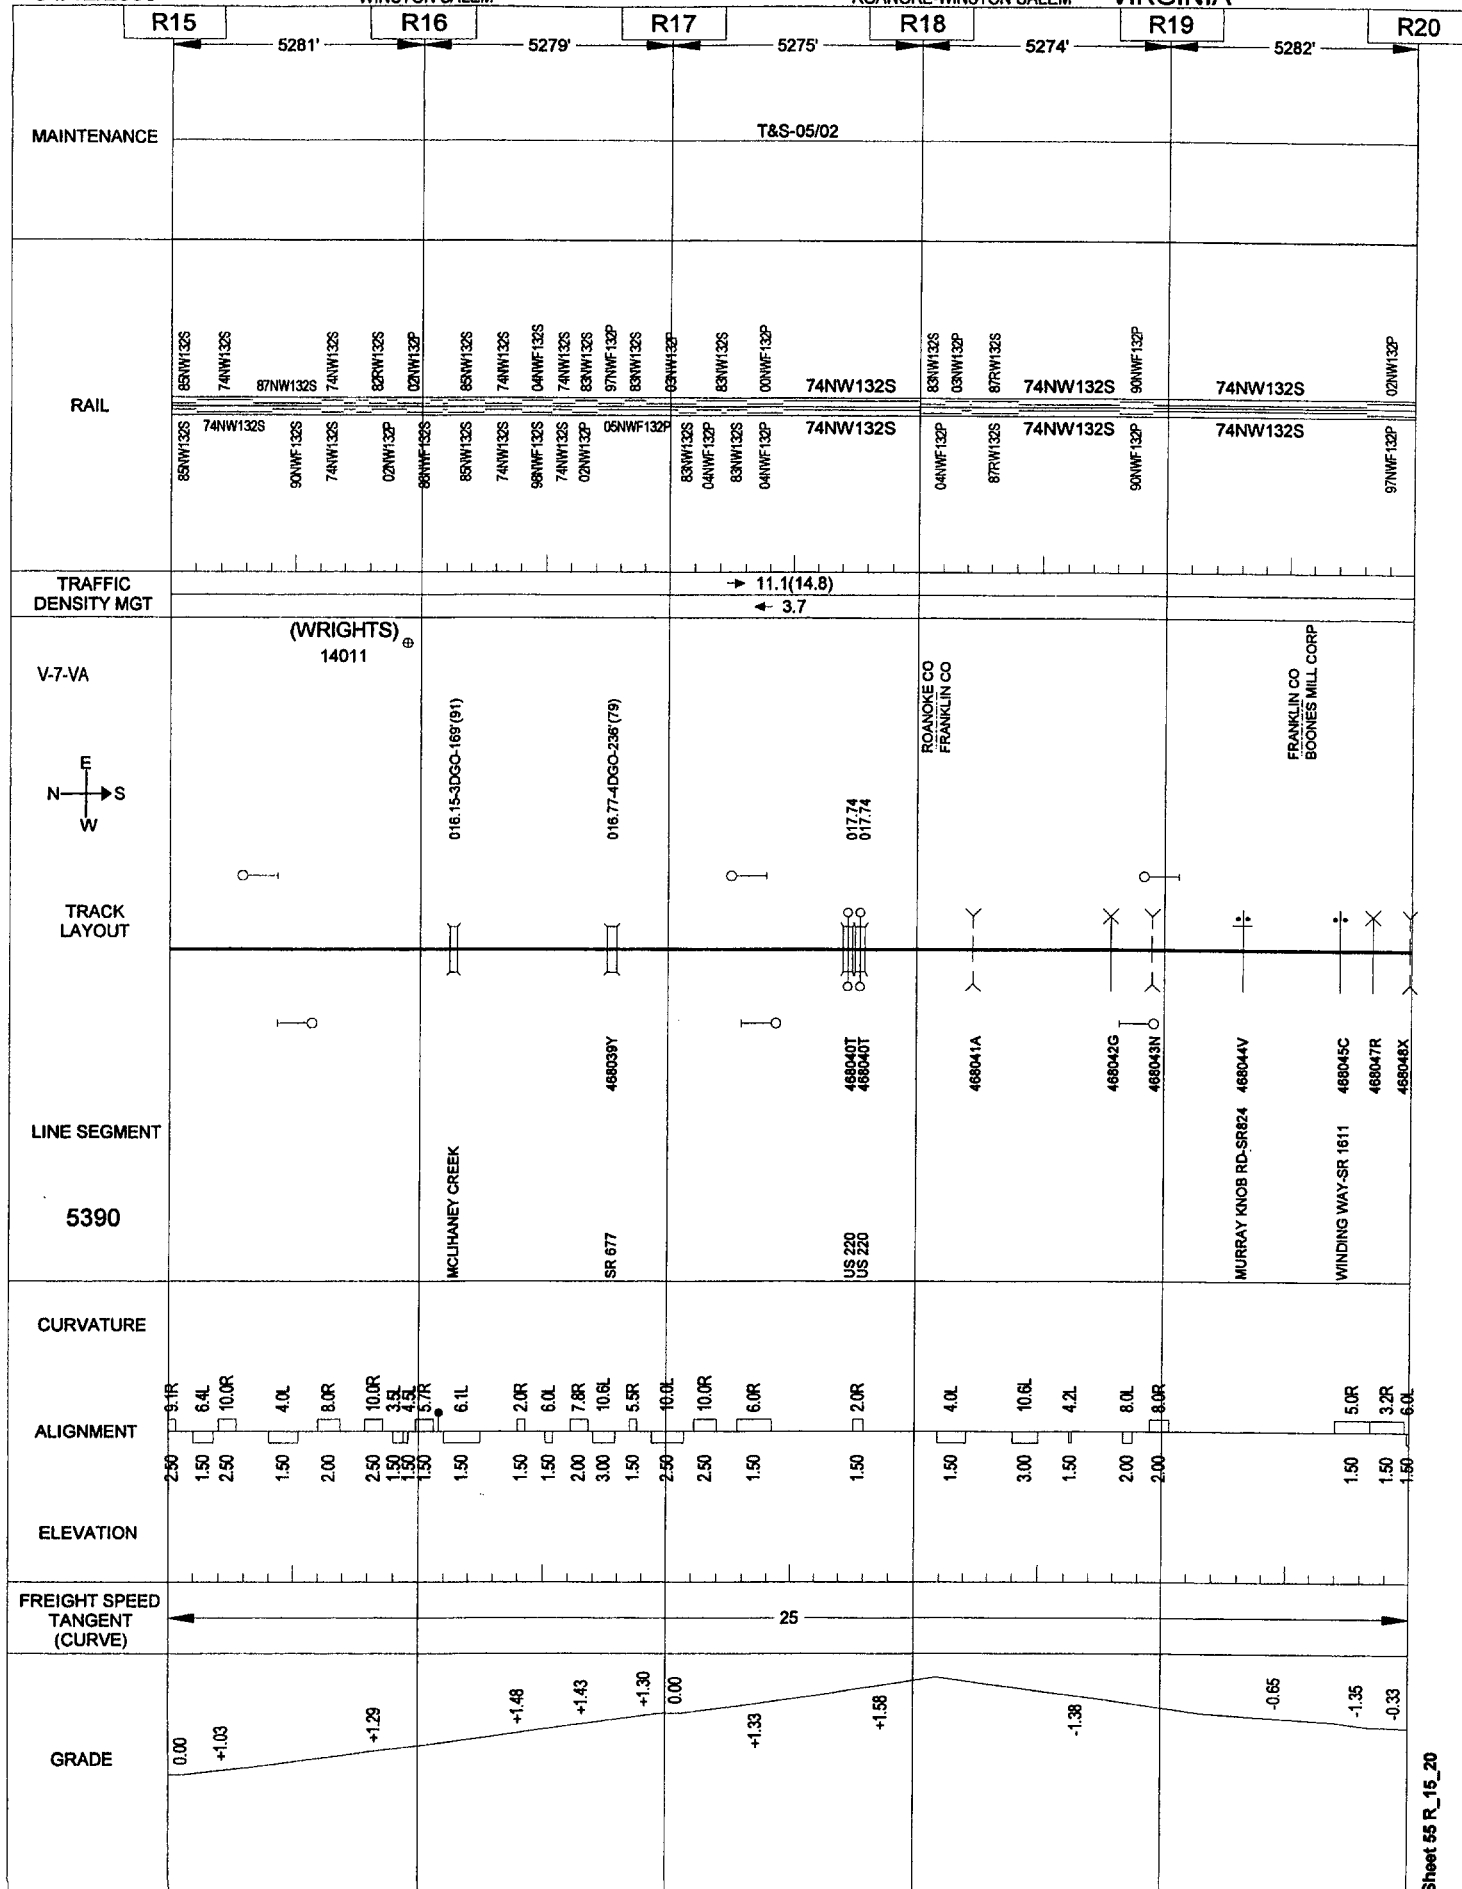 VIRGINIA
R15 R16 R17 R18 R19 R20
5281' 5279' 5275' 5274' 5282'
MAINTENANCE
T&S-05/02
85NW132S 74NW132S 87NW132S 74NW132S 82RW132S 02NW132P 85NW132S 74NW132S 04NWF132S 74NW132S 83NW132S 97NWF132P 83NW132S 03NW132P 83NW132S 00NWF132P 74NW132S 83NW132S 03NW132P 87RW132S 74NW132S 90NWF132P 74NW132S 02NW132P
RAIL
85NW132S 74NW132S 90NWF132S 74NW132S 02NW132P 85NW132S 74NW132S 98NWF132S 74NW132S 02NW132P 05NWF132P 83NW132S 04NWF132P 83NW132S 04NWF132P 74NW132S 04NWF132P 87RW132S 74NW132S 90NWF132P 74NW132S 97NWF132P
TRAFFIC
DENSITY MGT
→ 11.1(14.8)
← 3.7
(WRIGHTS)
14011
V-7-VA
ROANOKE CO
FRANKLIN CO
FRANKLIN CO
BOONES MILL CORP
016.15-3DGO-169'(91)
016.77-4DGO-236'(79)
017.74
017.74
E
N S
W
TRACK
LAYOUT
468039Y
468040T
468040T
468041A
468042G
468043N
468044V
468045C
468047R
468048X
LINE SEGMENT
5390
MCLIHANEY CREEK
SR 677
US 220
US 220
MURRAY KNOB RD-SR824
WINDING WAY-SR 1611
CURVATURE
9.1R 6.4L 10.0R 4.0L 8.0R 10.0R 3.5L 4.5L 5.7R 6.1L 2.0R 6.0L 7.8R 10.6L 5.5R 10.0L 10.0R 6.0R 2.0R 4.0L 10.6L 4.2L 8.0L 8.0R 5.0R 3.2R 6.0L
ALIGNMENT
2.50 1.50 2.50 1.50 2.00 2.50 1.50 1.50 1.50 1.50 1.50 1.50 2.00 3.00 1.50 2.50 2.50 1.50 1.50 1.50 3.00 1.50 2.00 2.00 1.50 1.50 1.50
ELEVATION
FREIGHT SPEED
TANGENT
(CURVE)
25
GRADE
0.00 +1.03 +1.29 +1.48 +1.43 +1.30 0.00 +1.33 +1.58 -1.38 -0.65 -1.35 -0.33
Sheet 55 R_15_20